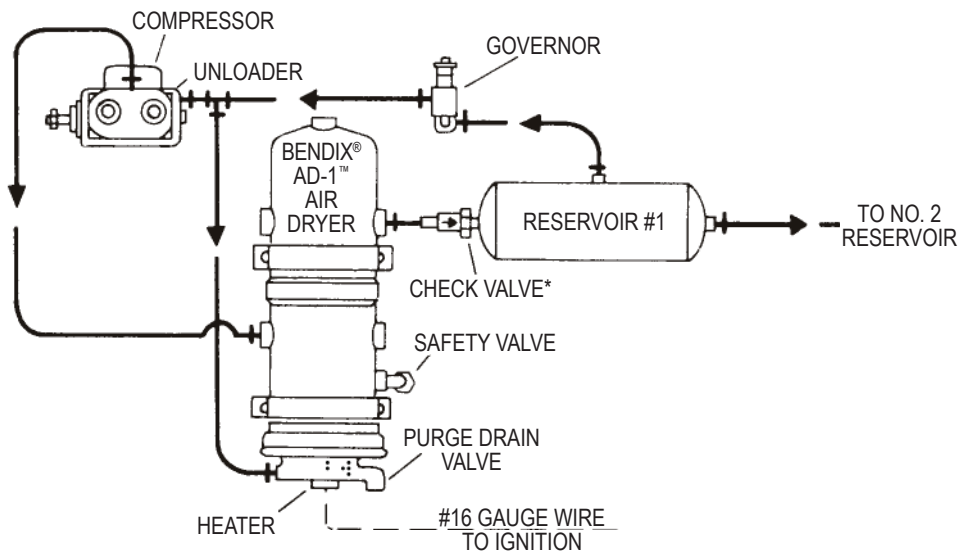 COMPRESSOR
UNLOADER
GOVERNOR
BENDIX®
AD-1™
AIR
DRYER
RESERVOIR #1
TO NO. 2
RESERVOIR
CHECK VALVE*
SAFETY VALVE
PURGE DRAIN
VALVE
HEATER
#16 GAUGE WIRE
TO IGNITION